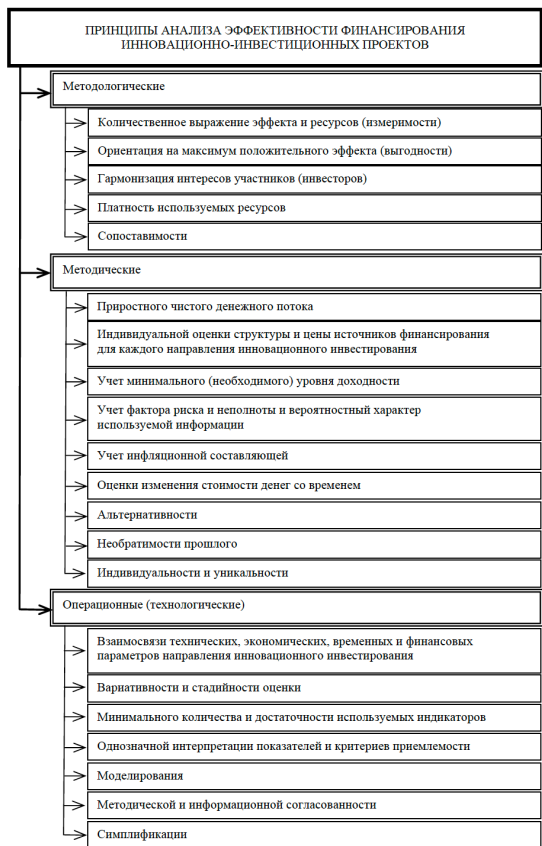 ПРИНЦИПЫ АНАЛИЗА ЭФФЕКТИВНОСТИ ФИНАНСИРОВАНИЯ
ИННОВАЦИОННО-ИНВЕСТИЦИОННЫХ ПРОЕКТОВ
Методологические
Количественное выражение эффекта и ресурсов (измеримости)
Ориентация на максимум положительного эффекта (выгодности)
Гармонизация интересов участников (инвесторов)
Платность используемых ресурсов
Сопоставимости
Методические
Приростного чистого денежного потока
Индивидуальной оценки структуры и цены источников финансирования
для каждого направления инновационного инвестирования
Учет минимального (необходимого) уровня доходности
Учет фактора риска и неполноты и вероятностный характер
используемой информации
Учет инфляционной составляющей
Оценки изменения стоимости денег со временем
Альтернативности
Необратимости прошлого
Индивидуальности и уникальности
Операционные (технологические)
Взаимосвязи технических, экономических, временных и финансовых
параметров направления инновационного инвестирования
Вариативности и стадийности оценки
Минимального количества и достаточности используемых индикаторов
Однозначной интерпретации показателей и критериев приемлемости
Моделирования
Методической и информационной согласованности
Симплификации